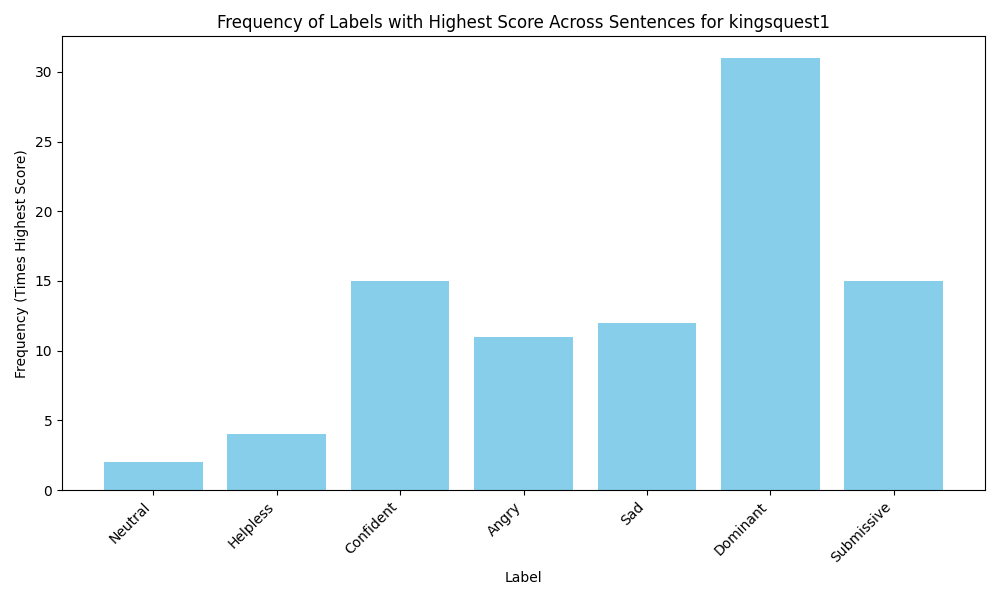 Frequency of Labels with Highest Score Across Sentences for kingsquest1
Frequency (Times Highest Score)
30
25
20
15
10
5
0
Neutral
Helpless
Confident
Angry
Sad
Dominant
Submissive
Label